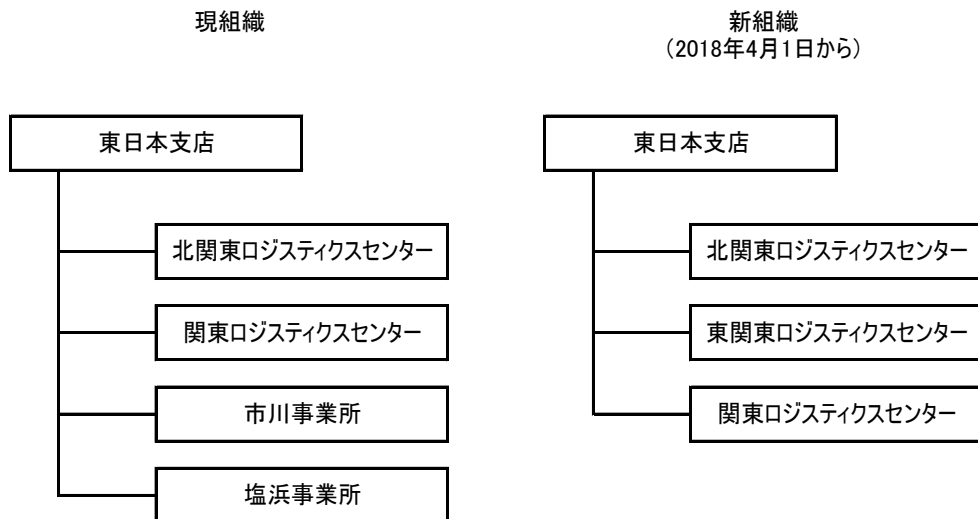 現組織
新組織
（2018年4月1日から）
東日本支店
北関東ロジスティクスセンター
関東ロジスティクスセンター
市川事業所
塩浜事業所
東日本支店
北関東ロジスティクスセンター
東関東ロジスティクスセンター
関東ロジスティクスセンター